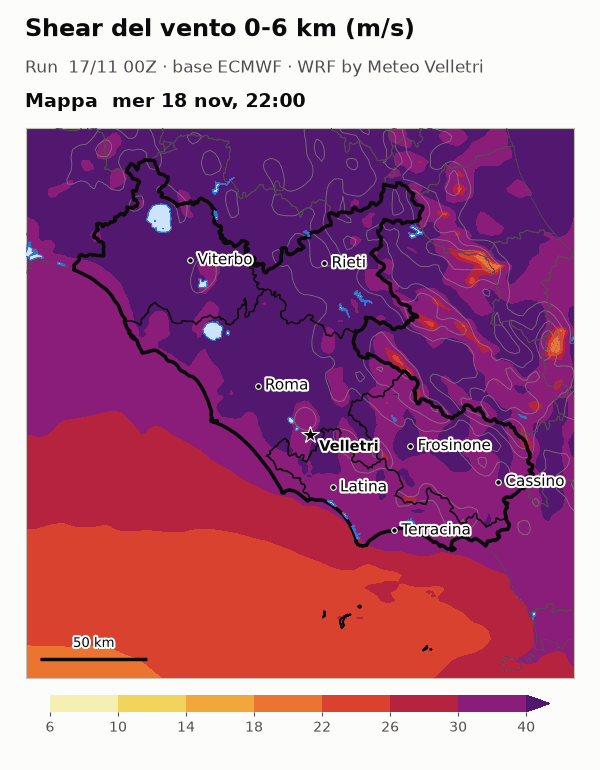 Shear del vento 0-6 km (m/s)
Run  17/11 00Z · base ECMWF · WRF by Meteo Velletri
Mappa  mer 18 nov, 22:00
Viterbo
Rieti
Roma
Velletri
Frosinone
Latina
Cassino
Terracina
50 km
6 10 14 18 22 26 30 40